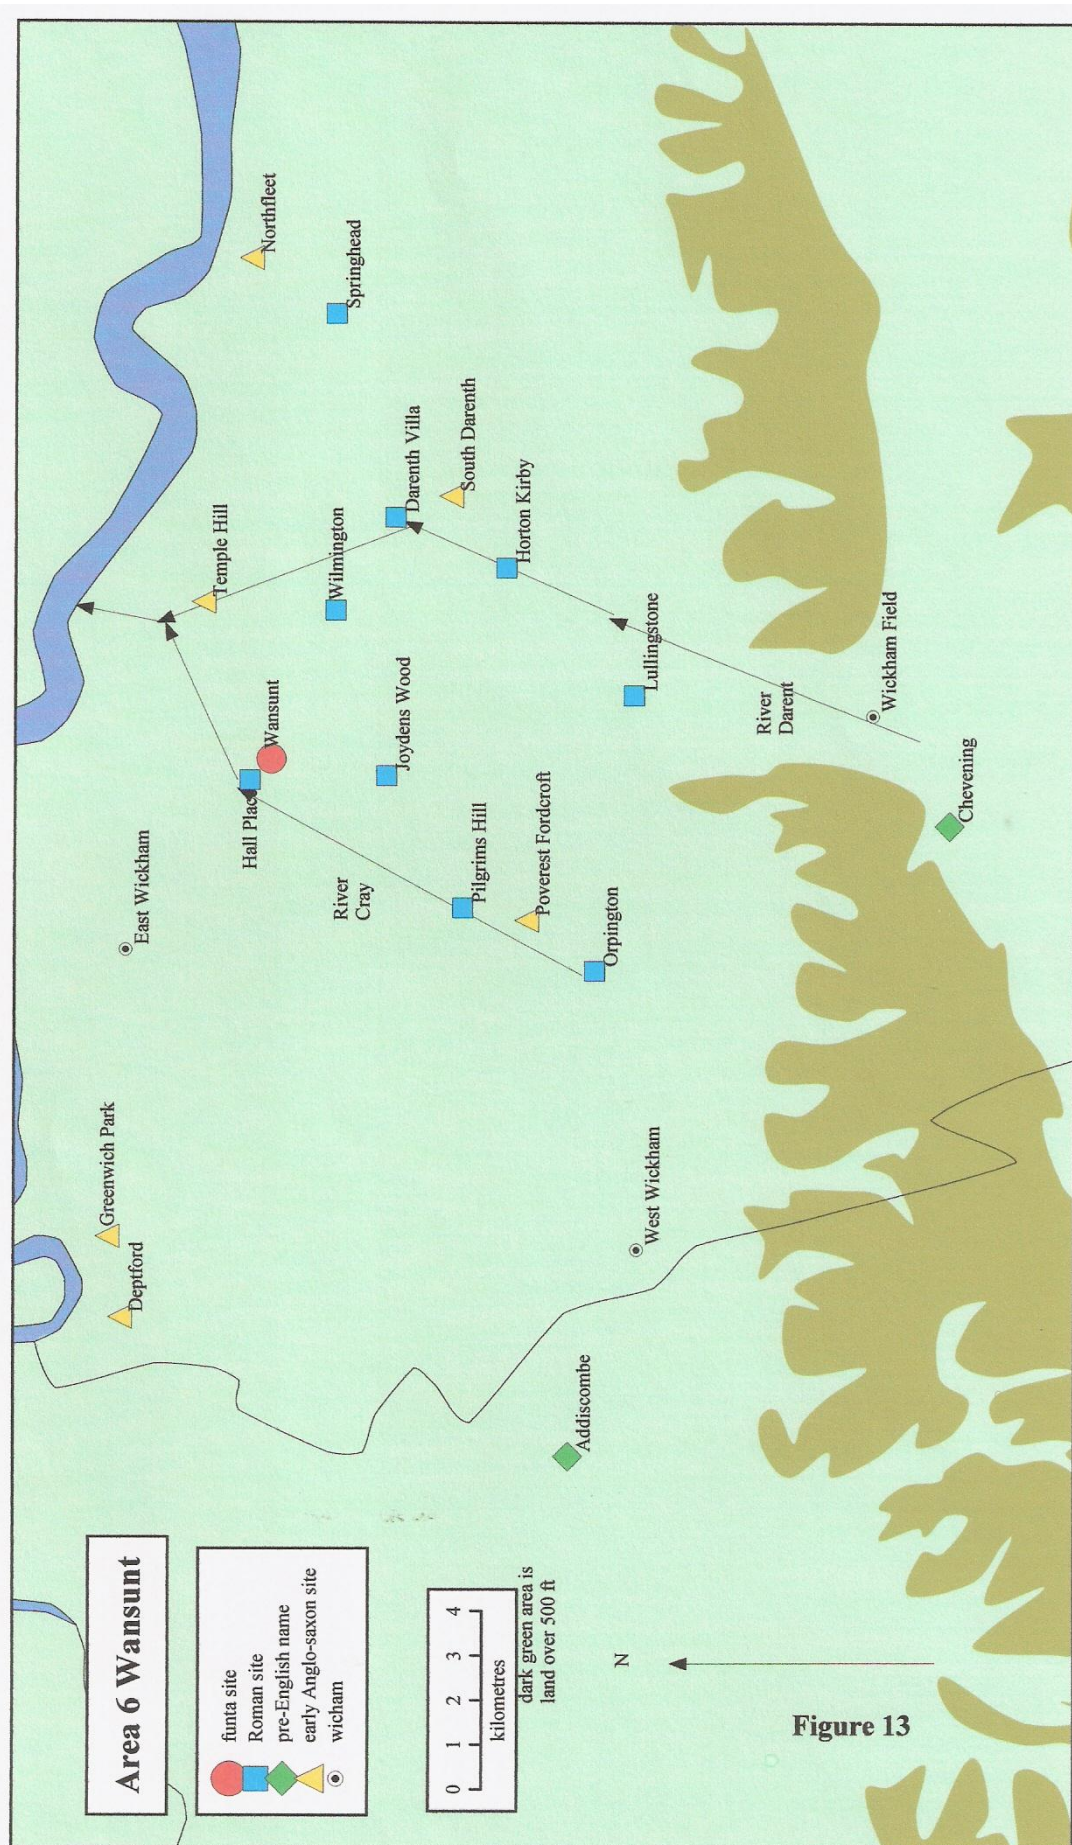 Area 6 Wansunt
funta site
Roman site
pre-English name
early Anglo-saxon site
wicham
0 1 2 3 4
kilometres
dark green area is
land over 500 ft
N
Figure 13
Deptford
Greenwich Park
East Wickham
Hall Place
Wansunt
Temple Hill
Northfleet
Springhead
Wilmington
Joydens Wood
Darenth Villa
South Darenth
Horton Kirby
River
Cray
Pilgrims Hill
Poverest Fordcroft
Orpington
Lullingstone
River
Darent
Wickham Field
Chevening
West Wickham
Addiscombe